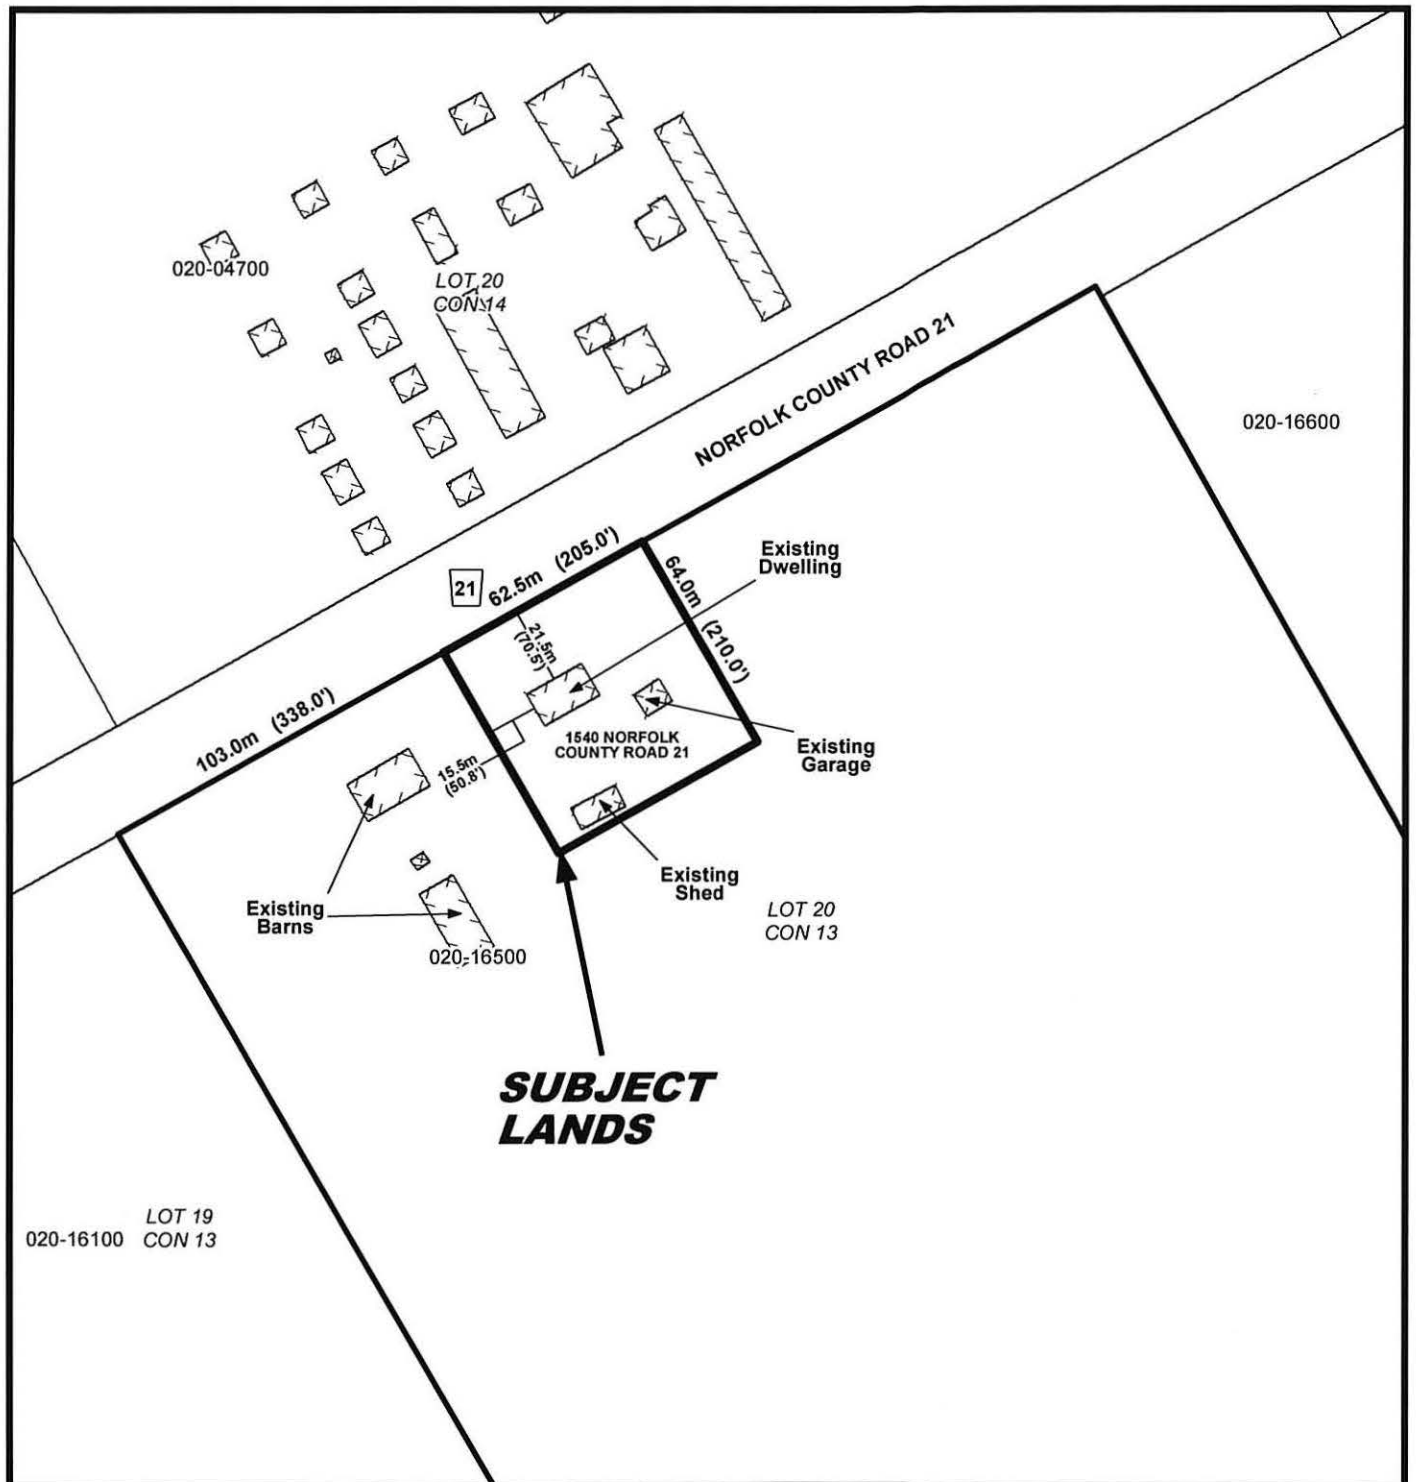 020-04700
LOT 20
CON 14
NORFOLK COUNTY ROAD 21
020-16600
21
62.5m (205.0')
64.0m (210.0')
Existing
Dwelling
21.5m
(70.5')
103.0m (338.0')
1540 NORFOLK
COUNTY ROAD 21
Existing
Garage
15.5m
(50.8')
Existing
Shed
Existing
Barns
LOT 20
CON 13
020-16500
SUBJECT
LANDS
LOT 19
020-16100 CON 13